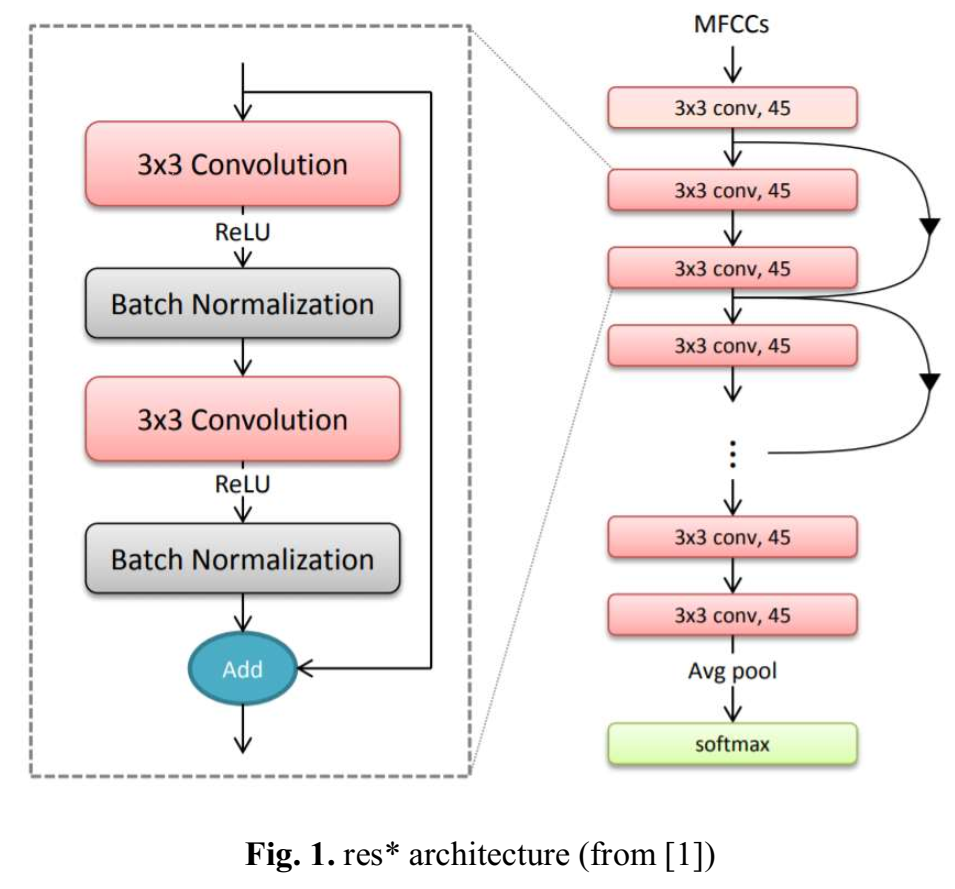 3x3 Convolution
ReLU
Batch Normalization
3x3 Convolution
ReLU
Batch Normalization
Add
MFCCs
3x3 conv, 45
3x3 conv, 45
3x3 conv, 45
3x3 conv, 45
⋮
3x3 conv, 45
3x3 conv, 45
Avg pool
softmax
Fig. 1. res* architecture (from [1])